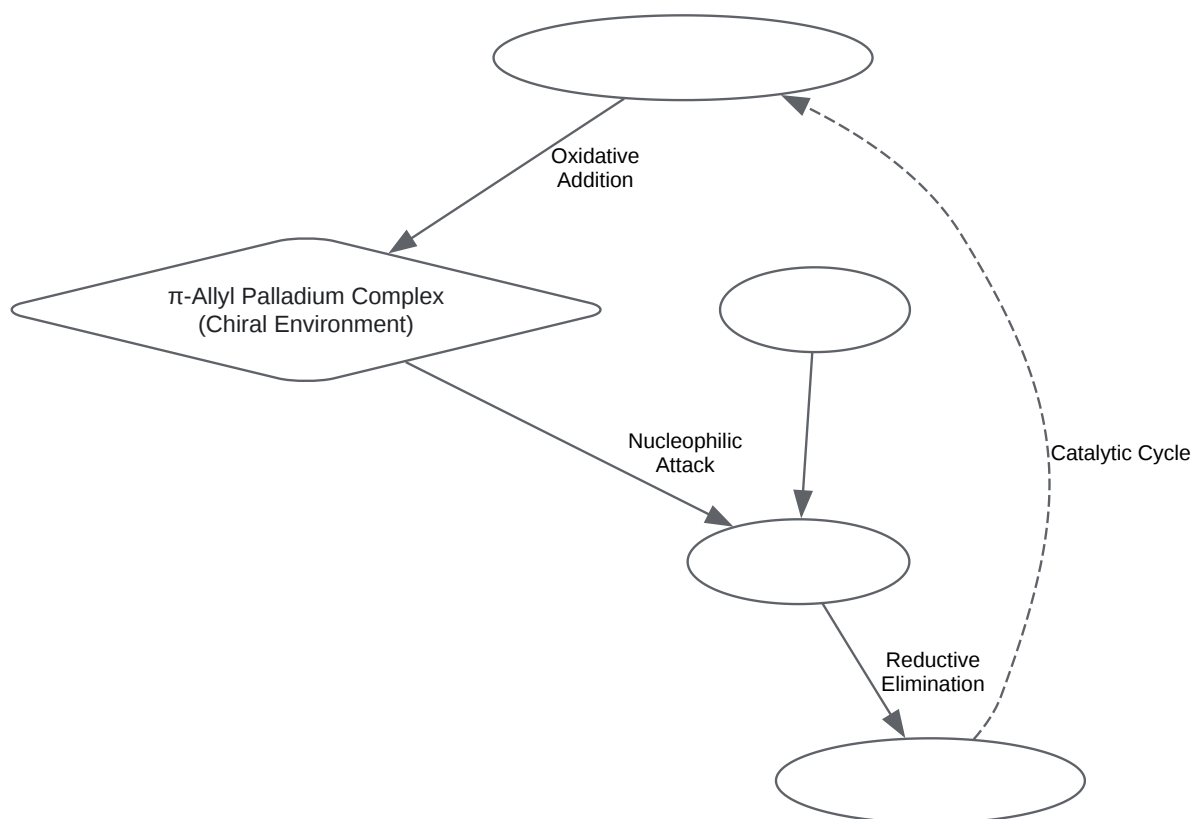 Oxidative
Addition
π-Allyl Palladium Complex
(Chiral Environment)
Nucleophilic
Attack
Catalytic Cycle
Reductive
Elimination